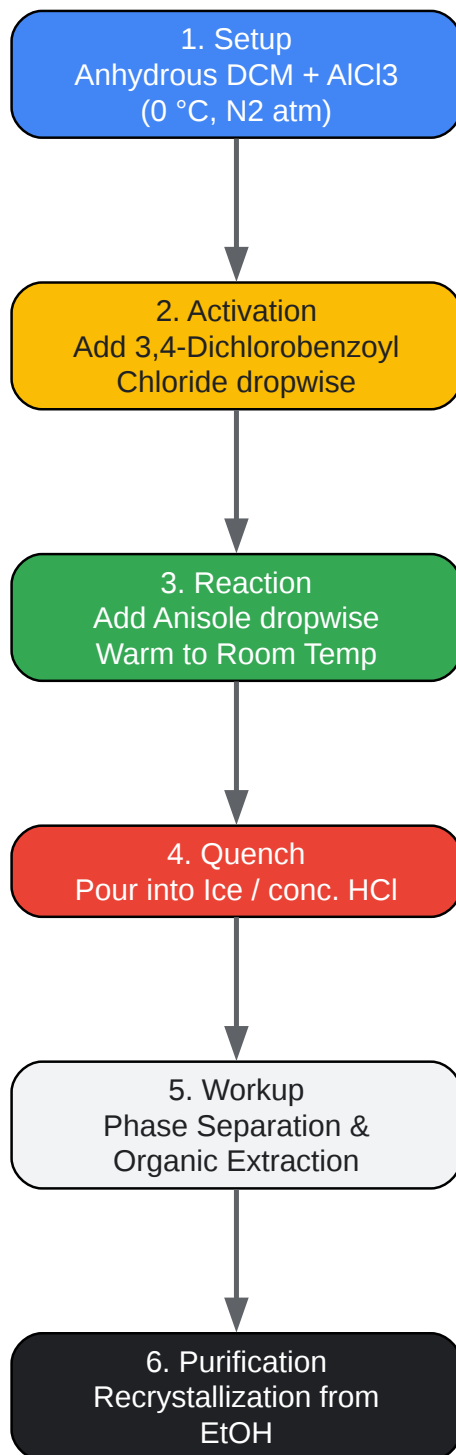 1. Setup
Anhydrous DCM + AlCl3
(0 °C, N2 atm)
2. Activation
Add 3,4-Dichlorobenzoyl
Chloride dropwise
3. Reaction
Add Anisole dropwise
Warm to Room Temp
4. Quench
Pour into Ice / conc. HCl
5. Workup
Phase Separation &
Organic Extraction
6. Purification
Recrystallization from
EtOH